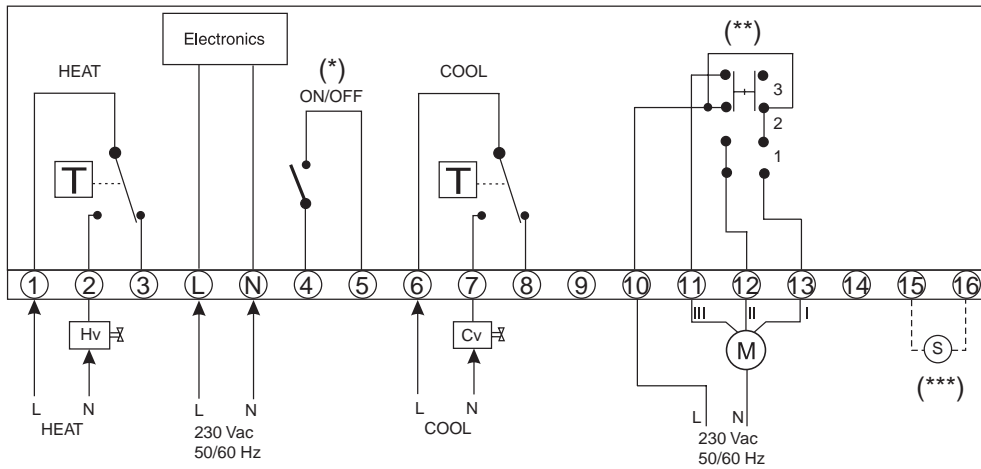 Electronics
(**)
HEAT
(*)
ON/OFF
COOL
3
2
1
T
T
1 2 3 L N 4 5 6 7 8 9 10 11 12 13 14 15 16
III II I
Hv
Cv
M
S
(***)
L N
HEAT
L N
230 Vac
50/60 Hz
L N
COOL
L N
230 Vac
50/60 Hz